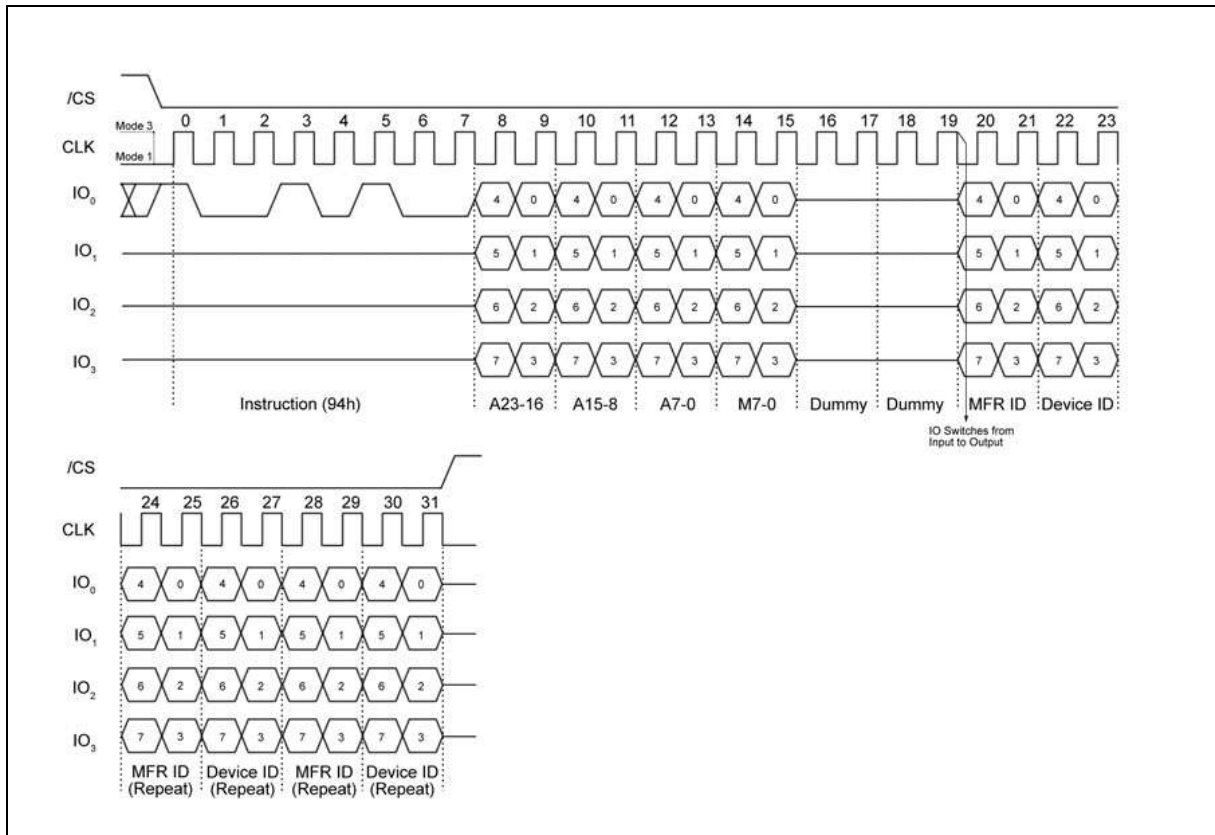 /CS
Mode 3
0 1 2 3 4 5 6 7 8 9 10 11 12 13 14 15 16 17 18 19 20 21 22 23
CLK
Mode 1
IO0 4 0 4 0 4 0 4 0 4 0 4 0
IO1 5 1 5 1 5 1 5 1 5 1 5 1
IO2 6 2 6 2 6 2 6 2 6 2 6 2
IO3 7 3 7 3 7 3 7 3 7 3 7 3
Instruction (94h) A23-16 A15-8 A7-0 M7-0 Dummy Dummy MFR ID Device ID
IO Switches from
Input to Output
/CS
24 25 26 27 28 29 30 31
CLK
IO0 4 0 4 0 4 0 4 0
IO1 5 1 5 1 5 1 5 1
IO2 6 2 6 2 6 2 6 2
IO3 7 3 7 3 7 3 7 3
MFR ID Device ID MFR ID Device ID
(Repeat) (Repeat) (Repeat) (Repeat)